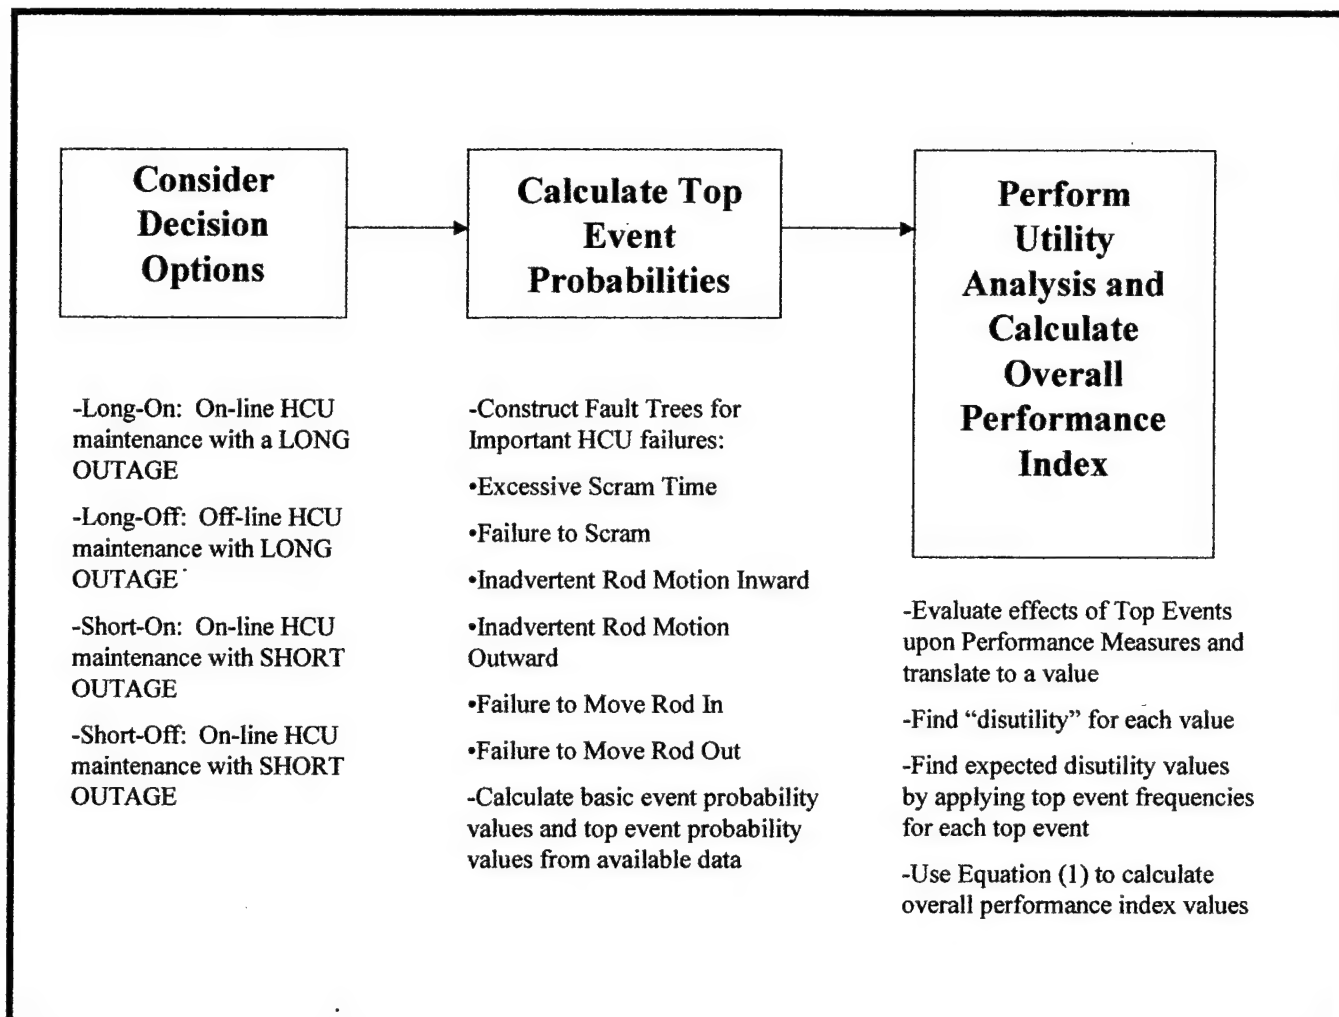 Consider
Decision
Options
Calculate Top
Event
Probabilities
Perform
Utility
Analysis and
Calculate
Overall
Performance
Index
-Long-On: On-line HCU
maintenance with a LONG
OUTAGE
-Long-Off: Off-line HCU
maintenance with LONG
OUTAGE
-Short-On: On-line HCU
maintenance with SHORT
OUTAGE
-Short-Off: On-line HCU
maintenance with SHORT
OUTAGE
-Construct Fault Trees for
Important HCU failures:
•Excessive Scram Time
•Failure to Scram
•Inadvertent Rod Motion Inward
•Inadvertent Rod Motion
Outward
•Failure to Move Rod In
•Failure to Move Rod Out
-Calculate basic event probability
values and top event probability
values from available data
-Evaluate effects of Top Events
upon Performance Measures and
translate to a value
-Find “disutility” for each value
-Find expected disutility values
by applying top event frequencies
for each top event
-Use Equation (1) to calculate
overall performance index values